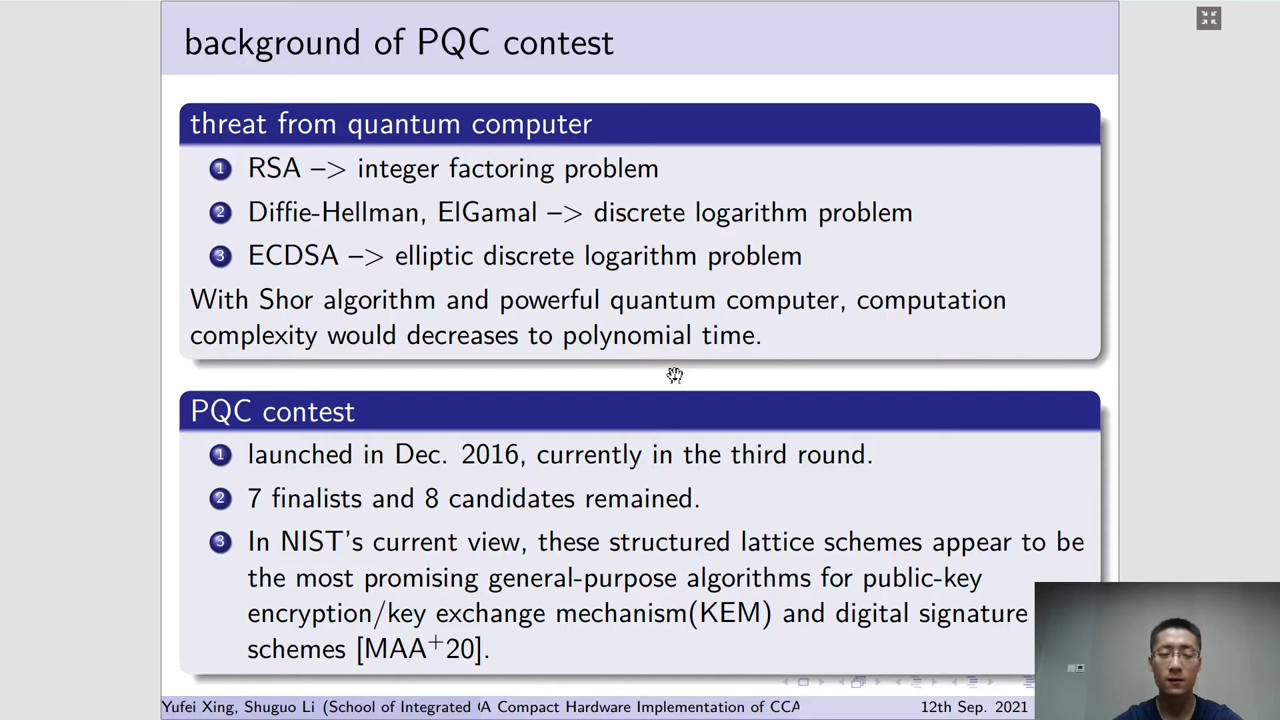 background of PQC contest
threat from quantum computer
1 RSA –> integer factoring problem
2 Diffie-Hellman, ElGamal –> discrete logarithm problem
3 ECDSA –> elliptic discrete logarithm problem
With Shor algorithm and powerful quantum computer, computation
complexity would decreases to polynomial time.
PQC contest
1 launched in Dec. 2016, currently in the third round.
2 7 finalists and 8 candidates remained.
3 In NIST's current view, these structured lattice schemes appear to be
the most promising general-purpose algorithms for public-key
encryption/key exchange mechanism(KEM) and digital signature
schemes [MAA+20].
Yufei Xing, Shuguo Li (School of Integrated A Compact Hardware Implementation of CCA 12th Sep. 2021